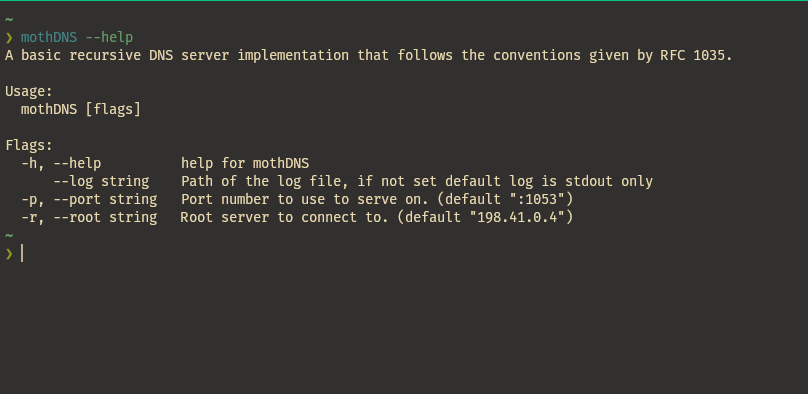 ~
❯ mothDNS --help
A basic recursive DNS server implementation that follows the conventions given by RFC 1035.
Usage:
  mothDNS [flags]
Flags:
  -h, --help          help for mothDNS
      --log string    Path of the log file, if not set default log is stdout only
  -p, --port string   Port number to use to serve on. (default ":1053")
  -r, --root string   Root server to connect to. (default "198.41.0.4")
~
❯